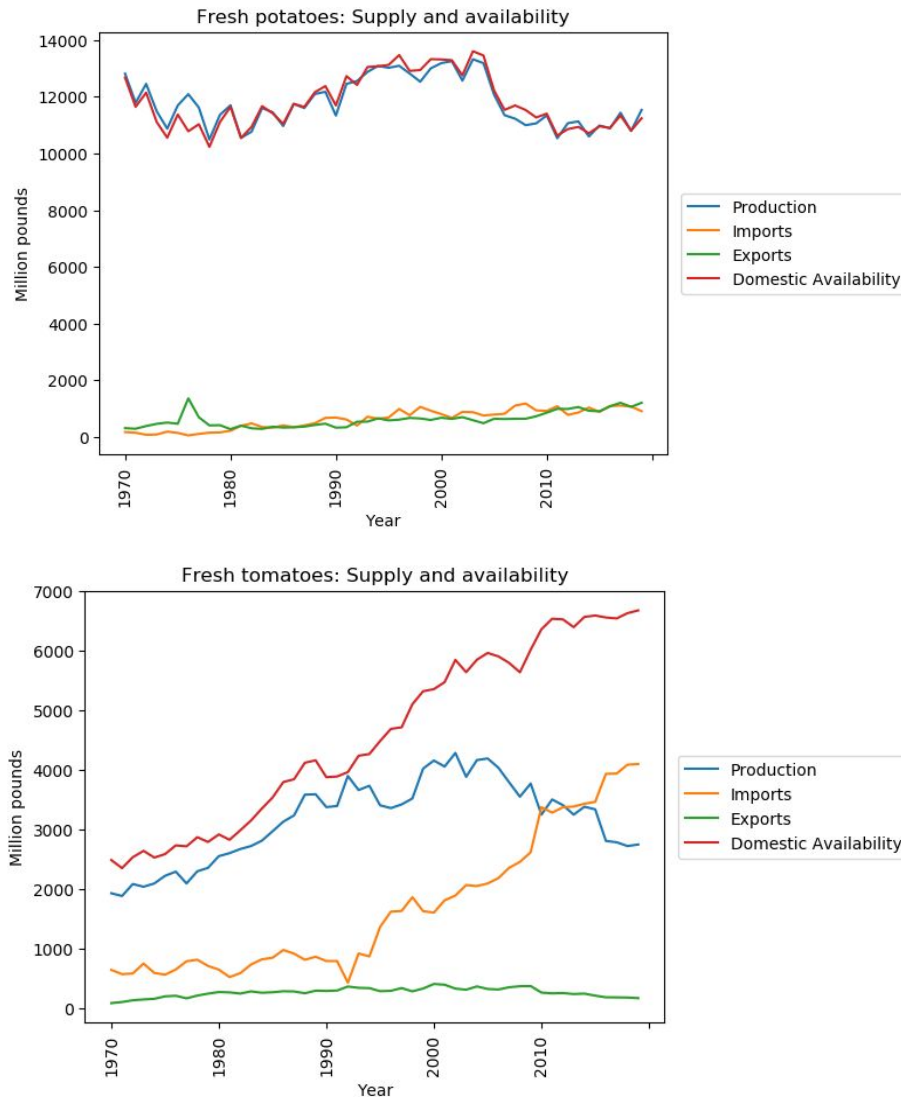 Fresh potatoes: Supply and availability
14000
12000
10000
8000
6000
4000
2000
0
Million pounds
1970
1980
1990
2000
2010
Year
Production
Imports
Exports
Domestic Availability
Fresh tomatoes: Supply and availability
7000
6000
5000
4000
3000
2000
1000
0
Million pounds
1970
1980
1990
2000
2010
Year
Production
Imports
Exports
Domestic Availability